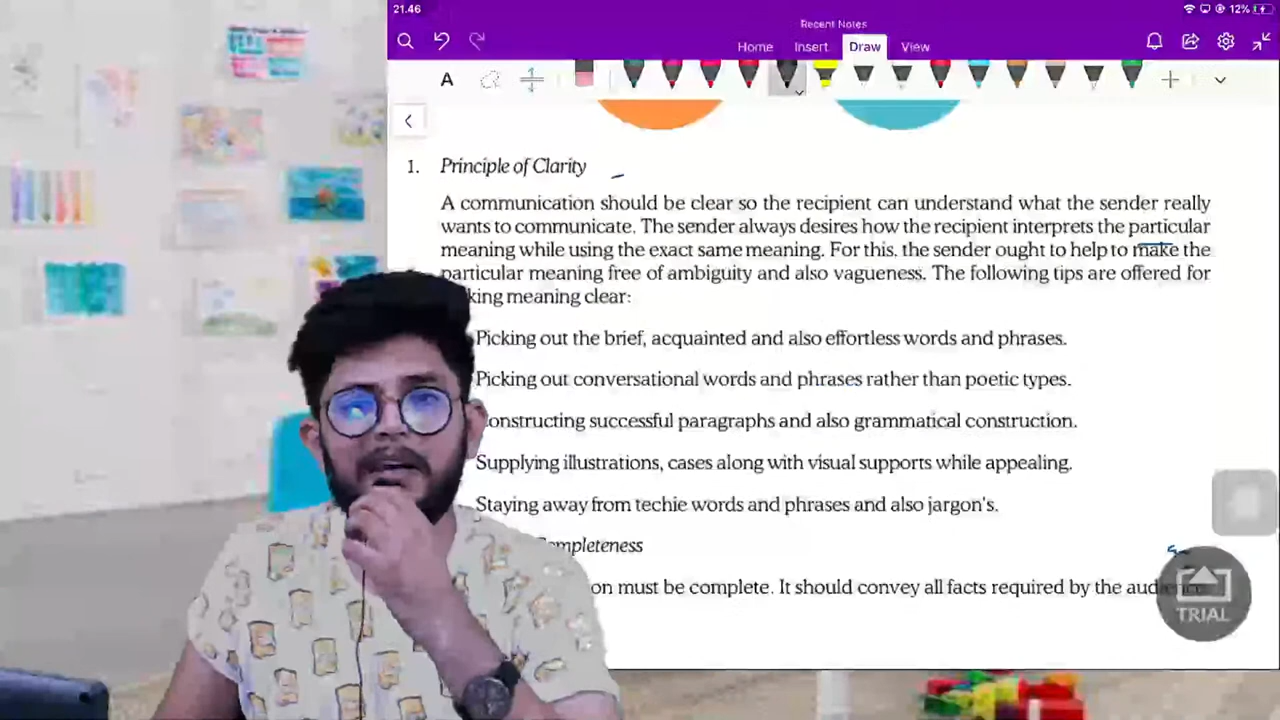 21.46
12%
Recent Notes
Home Insert Draw View
A
1. Principle of Clarity
A communication should be clear so the recipient can understand what the sender really
wants to communicate. The sender always desires how the recipient interprets the particular
meaning while using the exact same meaning. For this, the sender ought to help to make the
particular meaning free of ambiguity and also vagueness. The following tips are offered for
king meaning clear:
Picking out the brief, acquainted and also effortless words and phrases.
Picking out conversational words and phrases rather than poetic types.
onstructing successful paragraphs and also grammatical construction.
Supplying illustrations, cases along with visual supports while appealing.
Staying away from techie words and phrases and also jargon's.
ompleteness
on must be complete. It should convey all facts required by the audience
TRIAL